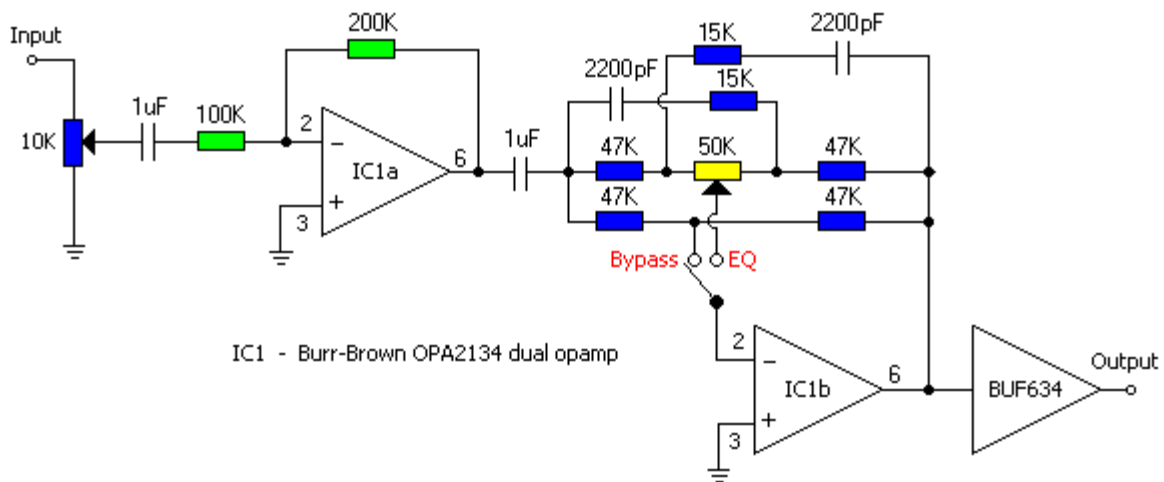 Input
10K
1uF
100K
200K
2
3
6
IC1a
1uF
2200pF
15K
15K
2200pF
47K
50K
47K
47K
47K
Bypass
EQ
IC1 - Burr-Brown OPA2134 dual opamp
2
3
6
IC1b
BUF634
Output